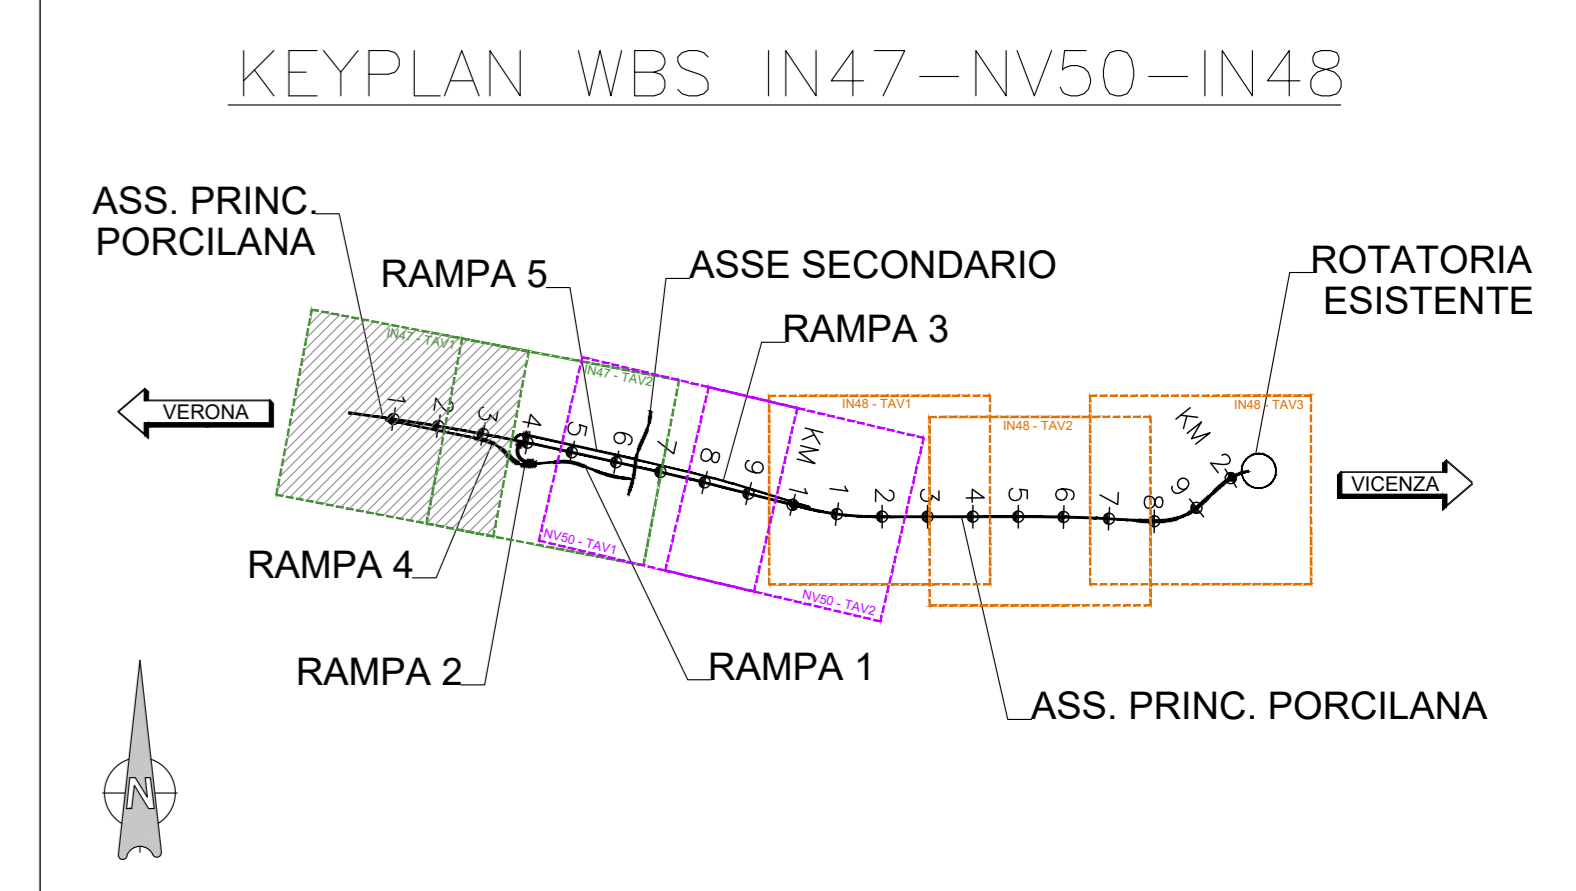 KEYPLAN WBS IN47-NV50-IN48
ASS. PRINC.
PORCILANA
RAMPA 5
ASSE SECONDARIO
RAMPA 3
ROTATORIA
ESISTENTE
IN47 - TAV1
IN47 - TAV2
IN48 - TAV1
IN48 - TAV2
IN48 - TAV3
VERONA
VICENZA
1
2
3
4
5
6
7
8
9
KM
1
1
2
3
4
5
6
7
8
9
KM
2
NV50 - TAV1
NV50 - TAV2
RAMPA 4
RAMPA 2
RAMPA 1
ASS. PRINC. PORCILANA
N